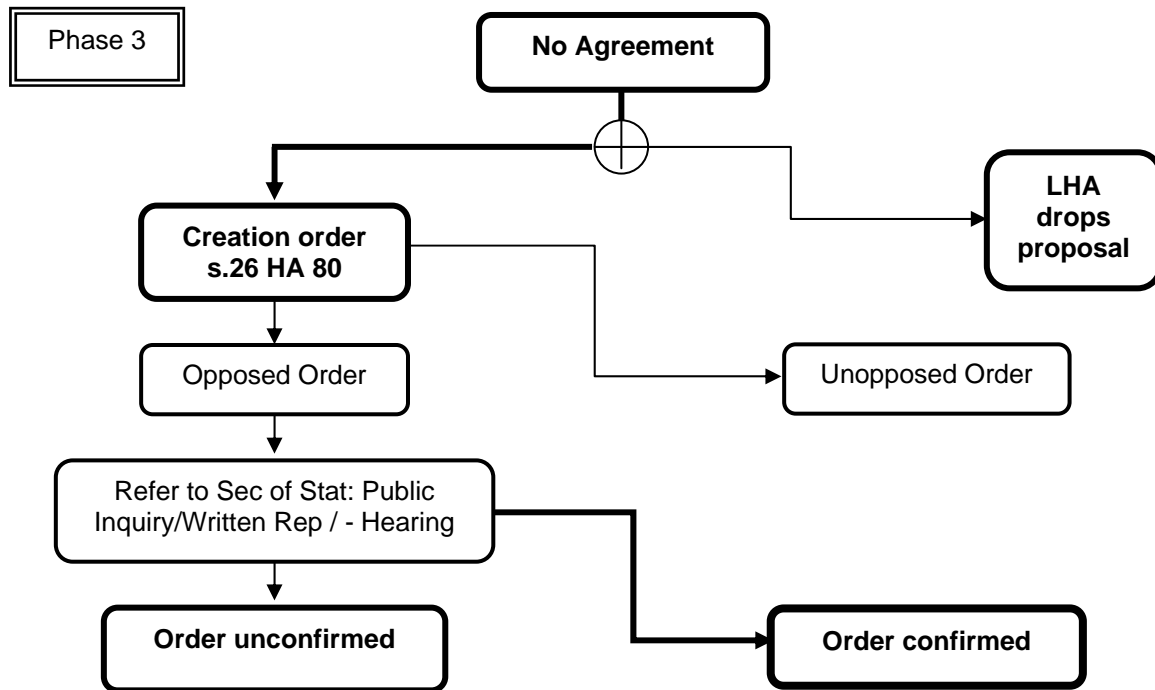 Phase 3
No Agreement
LHA
drops
proposal
Creation order
s.26 HA 80
Opposed Order
Unopposed Order
Refer to Sec of Stat: Public
Inquiry/Written Rep / - Hearing
Order unconfirmed
Order confirmed